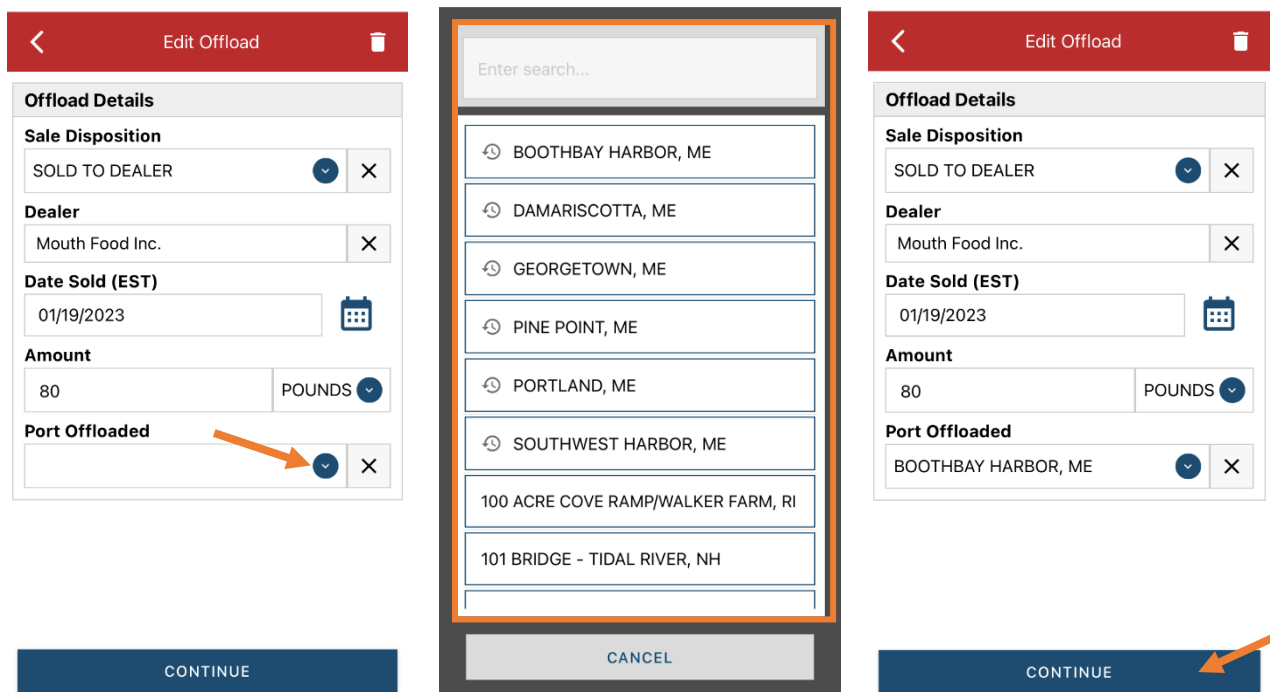 Edit Offload
Offload Details
Sale Disposition
SOLD TO DEALER
Dealer
Mouth Food Inc.
Date Sold (EST)
01/19/2023
Amount
80 POUNDS
Port Offloaded
CONTINUE
Enter search...
BOOTHBAY HARBOR, ME
DAMARISCOTTA, ME
GEORGETOWN, ME
PINE POINT, ME
PORTLAND, ME
SOUTHWEST HARBOR, ME
100 ACRE COVE RAMP/WALKER FARM, RI
101 BRIDGE - TIDAL RIVER, NH
CANCEL
Edit Offload
Offload Details
Sale Disposition
SOLD TO DEALER
Dealer
Mouth Food Inc.
Date Sold (EST)
01/19/2023
Amount
80 POUNDS
Port Offloaded
BOOTHBAY HARBOR, ME
CONTINUE